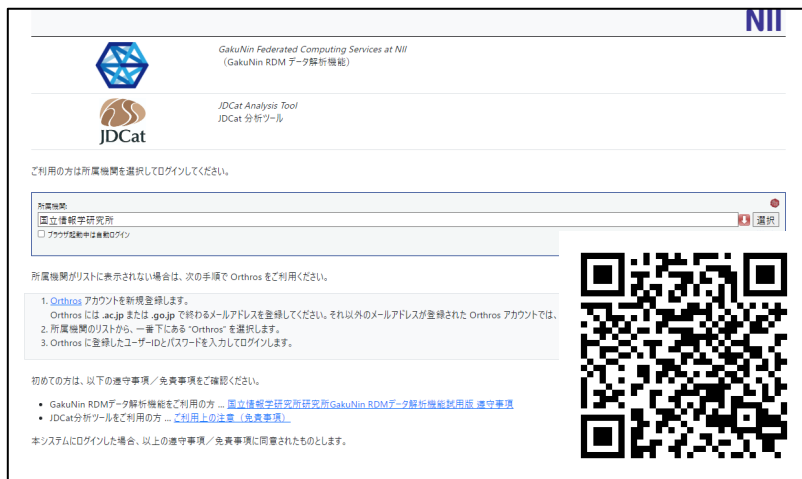 NII
GakuNin Federated Computing Services at NII
（GakuNin RDM データ解析機能）
JDCat Analysis Tool
JDCat 分析ツール
JDCat
ご利用の方は所属機関を選択してログインしてください。
所属機関:
国立情報学研究所
選択
ブラウザ起動中は自動ログイン
所属機関がリストに表示されない場合は、次の手順で Orthros をご利用ください。
1. Orthros アカウントを新規登録します。
Orthros には .ac.jp または .go.jp で終わるメールアドレスを登録してください。それ以外のメールアドレスが登録された Orthros アカウントでは、
2. 所属機関のリストから、一番下にある "Orthros" を選択します。
3. Orthros に登録したユーザーIDとパスワードを入力してログインします。
初めての方は、以下の遵守事項／免責事項をご確認ください。
• GakuNin RDMデータ解析機能をご利用の方 ... 国立情報学研究所研究所GakuNin RDMデータ解析機能試用版 遵守事項
• JDCat分析ツールをご利用の方 ... ご利用上の注意（免責事項）
本システムにログインした場合、以上の遵守事項／免責事項に同意されたものとします。